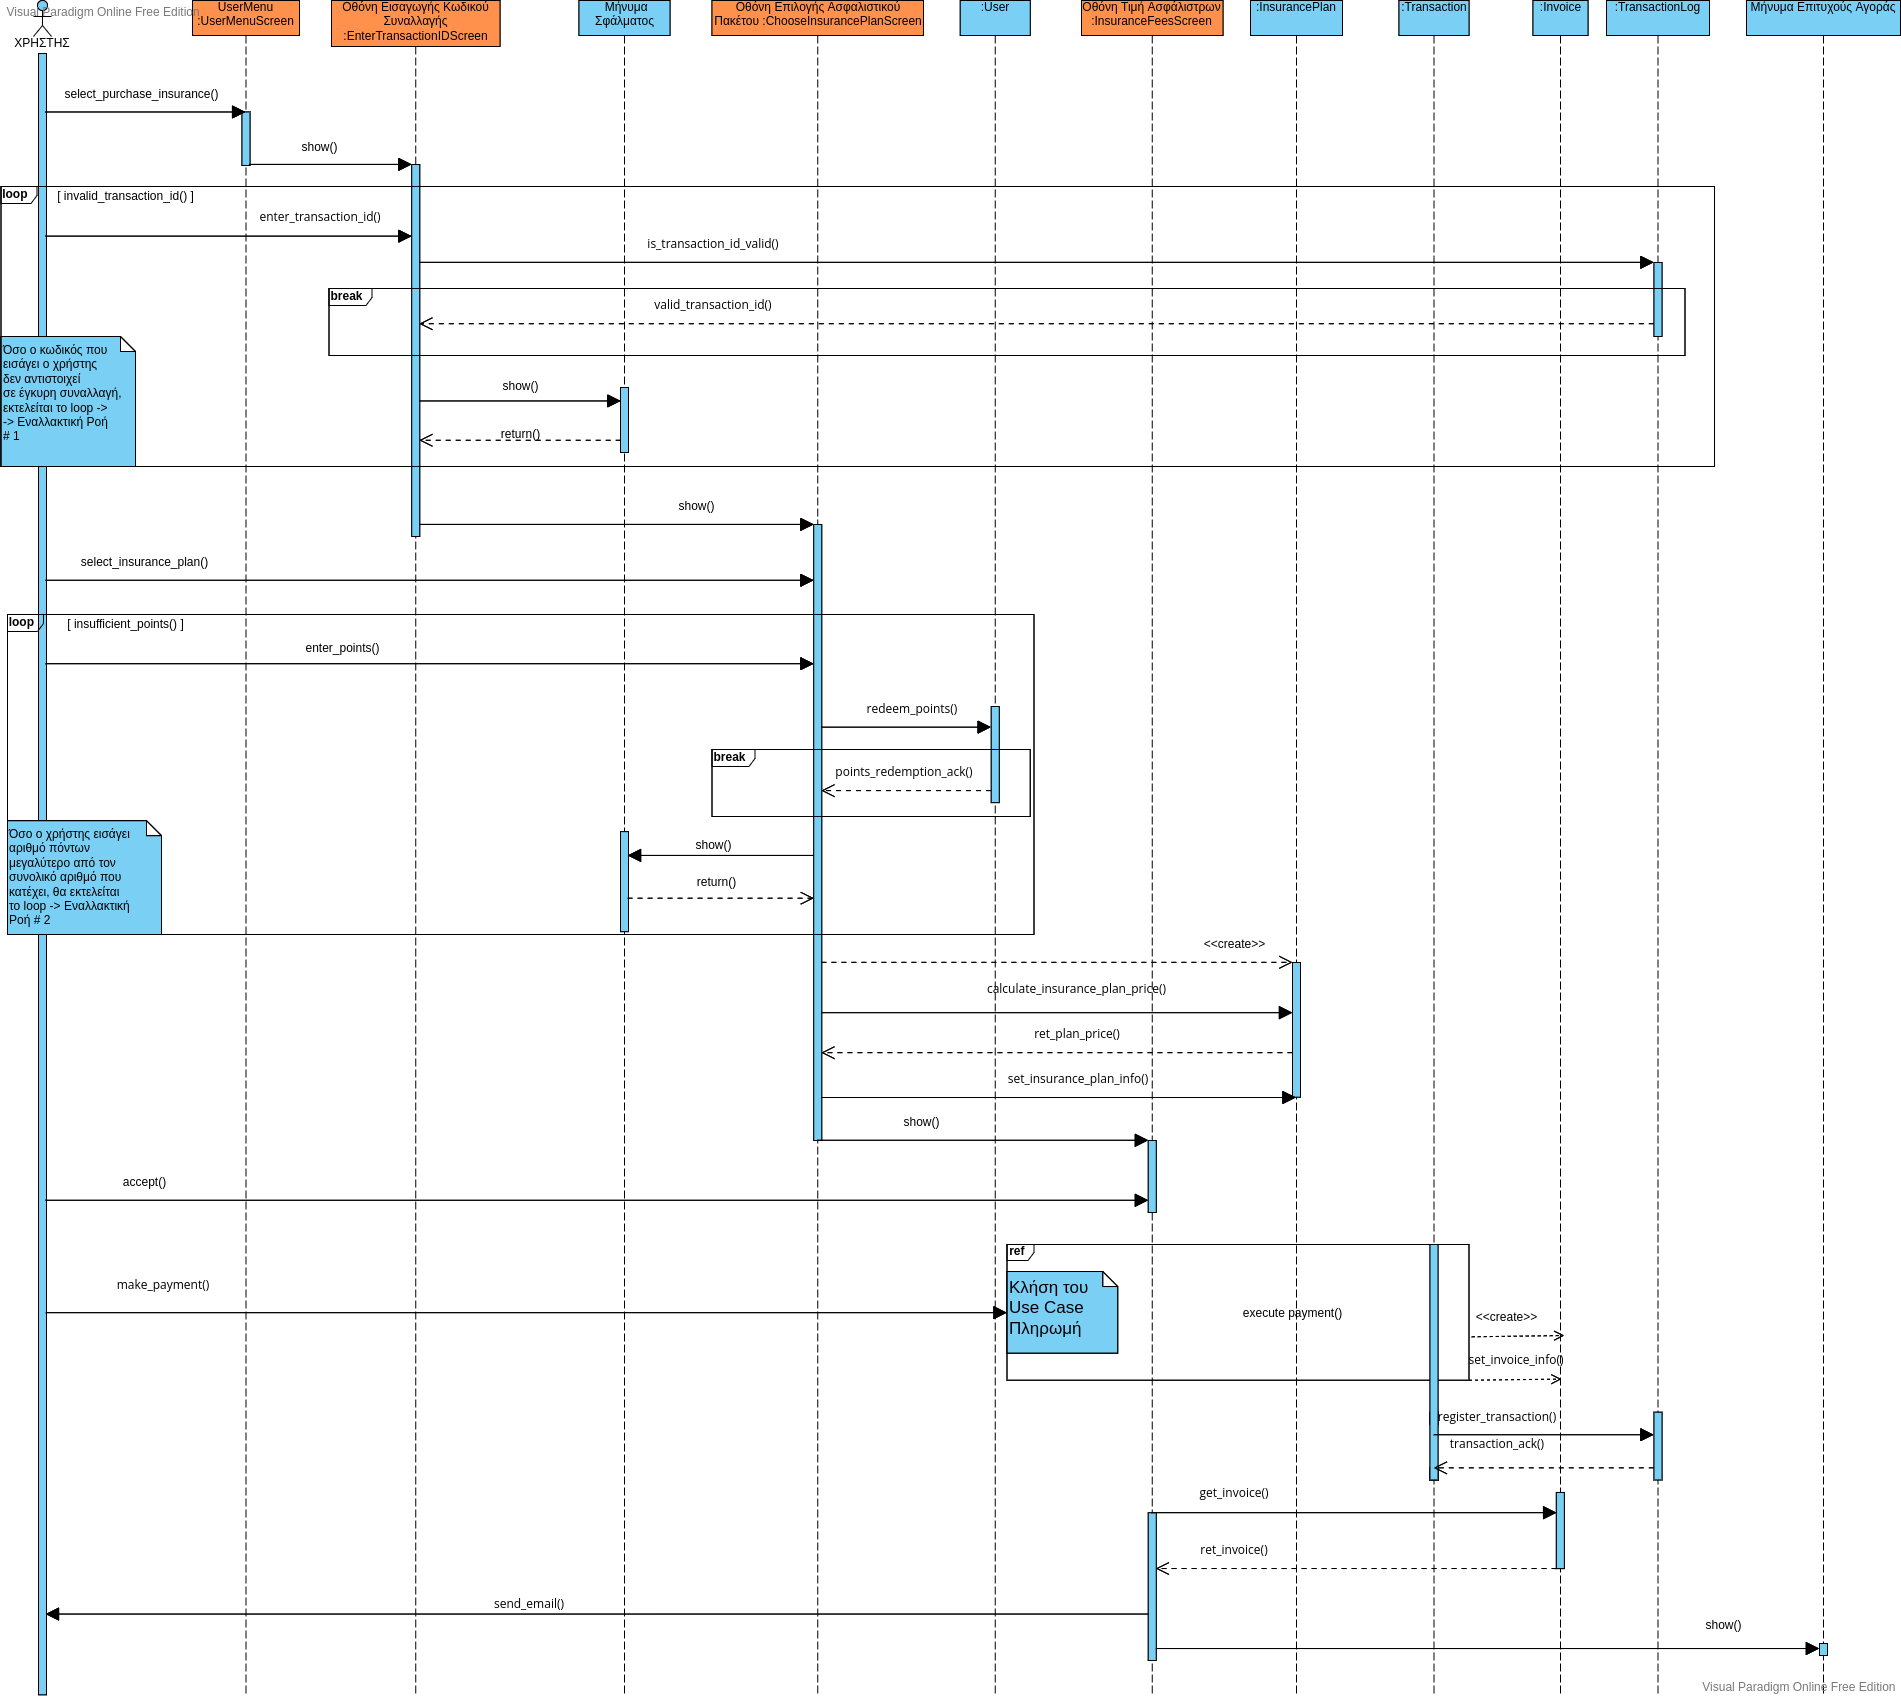 Visual Paradigm Online Free Edition
ΧΡΗΣΤΗΣ
UserMenu
:UserMenuScreen
Οθόνη Εισαγωγής Κωδικού
Συναλλαγής
:EnterTransactionIDScreen
Μήνυμα
Σφάλματος
Οθόνη Επιλογής Ασφαλιστικού
Πακέτου :ChooseInsurancePlanScreen
:User
Οθόνη Τιμή Ασφάλιστρων
:InsuranceFeesScreen
:InsurancePlan
:Transaction
:Invoice
:TransactionLog
Μήνυμα Επιτυχούς Αγοράς
select_purchase_insurance()
show()
loop
[ invalid_transaction_id() ]
enter_transaction_id()
is_transaction_id_valid()
break
valid_transaction_id()
Όσο ο κωδικός που
εισάγει ο χρήστης
δεν αντιστοιχεί
σε έγκυρη συναλλαγή,
εκτελείται το loop ->
-> Εναλλακτική Ροή
# 1
show()
return()
show()
select_insurance_plan()
loop
[ insufficient_points() ]
enter_points()
redeem_points()
break
points_redemption_ack()
Όσο ο χρήστης εισάγει
αριθμό πόντων
μεγαλύτερο από τον
συνολικό αριθμό που
κατέχει, θα εκτελείται
το loop -> Εναλλακτική
Ροή # 2
show()
return()
<<create>>
calculate_insurance_plan_price()
ret_plan_price()
set_insurance_plan_info()
show()
accept()
ref
make_payment()
Κλήση του
Use Case
Πληρωμή
execute payment()
<<create>>
set_invoice_info()
register_transaction()
transaction_ack()
get_invoice()
ret_invoice()
send_email()
show()
Visual Paradigm Online Free Edition